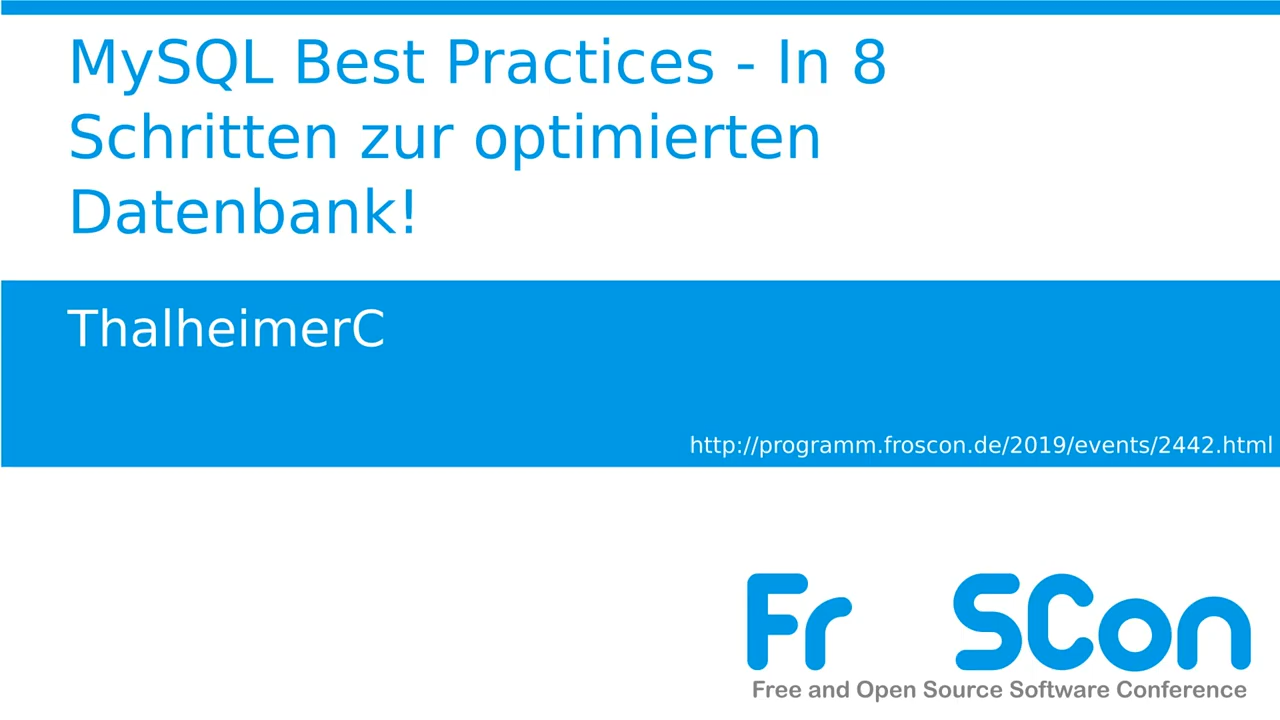 MySQL Best Practices - In 8
Schritten zur optimierten
Datenbank!
ThalheimerC
http://programm.froscon.de/2019/events/2442.html
Fr SCon
Free and Open Source Software Conference